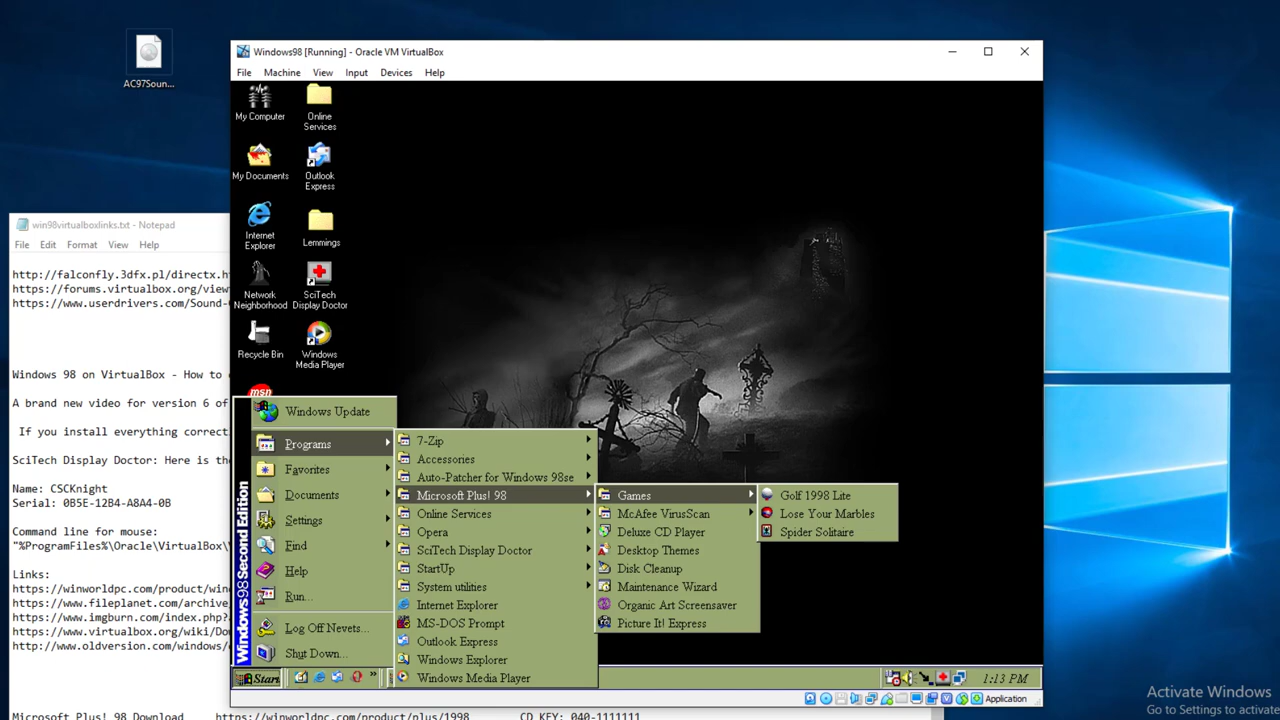 AC97Soun...
Windows98 [Running] - Oracle VM VirtualBox
File Machine View Input Devices Help
My Computer
Online Services
My Documents
Outlook Express
Internet Explorer
Lemmings
Network Neighborhood
SciTech Display Doctor
Recycle Bin
Windows Media Player
msn
win98virtualboxlinks.txt - Notepad
File Edit Format View Help
http://falconfly.3dfx.pl/directx.h
https://forums.virtualbox.org/view
https://www.userdrivers.com/Sound-
Windows 98 on VirtualBox - How to
A brand new video for version 6 of
If you install everything correct
SciTech Display Doctor: Here is the
Name: CSCKnight
Serial: 0B5E-12B4-A8A4-0B
Command line for mouse:
"%ProgramFiles%\Oracle\VirtualBox\
Links:
https://winworldpc.com/product/win
https://www.fileplanet.com/archive
https://www.imgburn.com/index.php?
https://www.virtualbox.org/wiki/Do
http://www.oldversion.com/windows/
Microsoft Plus! 98 Download https://winworldpc.com/product/plus/1998 CD KEY: 040-1111111
Windows98 Second Edition
Windows Update
Programs
Favorites
Documents
Settings
Find
Help
Run...
Log Off Nevets...
Shut Down...
7-Zip
Accessories
Auto-Patcher for Windows 98se
Microsoft Plus! 98
Online Services
Opera
SciTech Display Doctor
StartUp
System utilities
Internet Explorer
MS-DOS Prompt
Outlook Express
Windows Explorer
Windows Media Player
Games
McAfee VirusScan
Deluxe CD Player
Desktop Themes
Disk Cleanup
Maintenance Wizard
Organic Art Screensaver
Picture It! Express
Golf 1998 Lite
Lose Your Marbles
Spider Solitaire
Start
1:13 PM
Application
Activate Windows
Go to Settings to activate